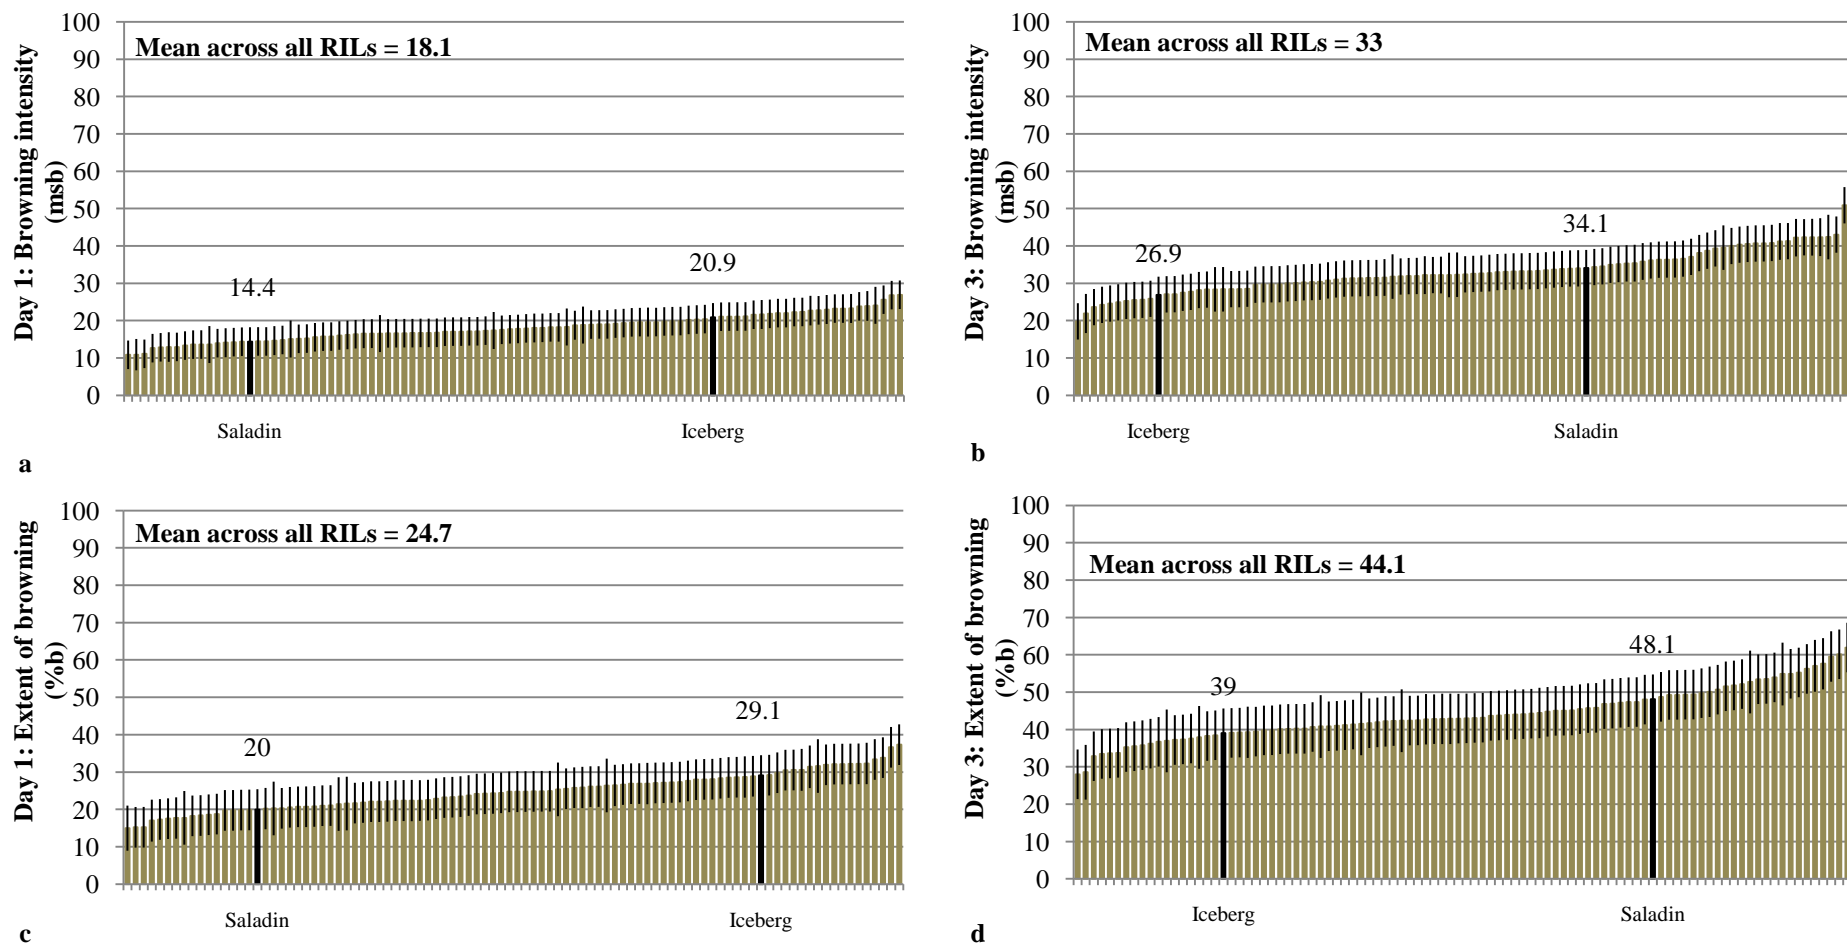 Day 1: Browning intensity
(msb)
100
90
80
70
60
50
40
30
20
10
0
Mean across all RILs = 18.1
14.4
20.9
Saladin
Iceberg
a
Day 3: Browning intensity
(msb)
100
90
80
70
60
50
40
30
20
10
0
Mean across all RILs = 33
26.9
34.1
Iceberg
Saladin
b
Day 1: Extent of browning
(%b)
100
90
80
70
60
50
40
30
20
10
0
Mean across all RILs = 24.7
20
29.1
Saladin
Iceberg
c
Day 3: Extent of browning
(%b)
100
90
80
70
60
50
40
30
20
10
0
Mean across all RILs = 44.1
39
48.1
Iceberg
Saladin
d